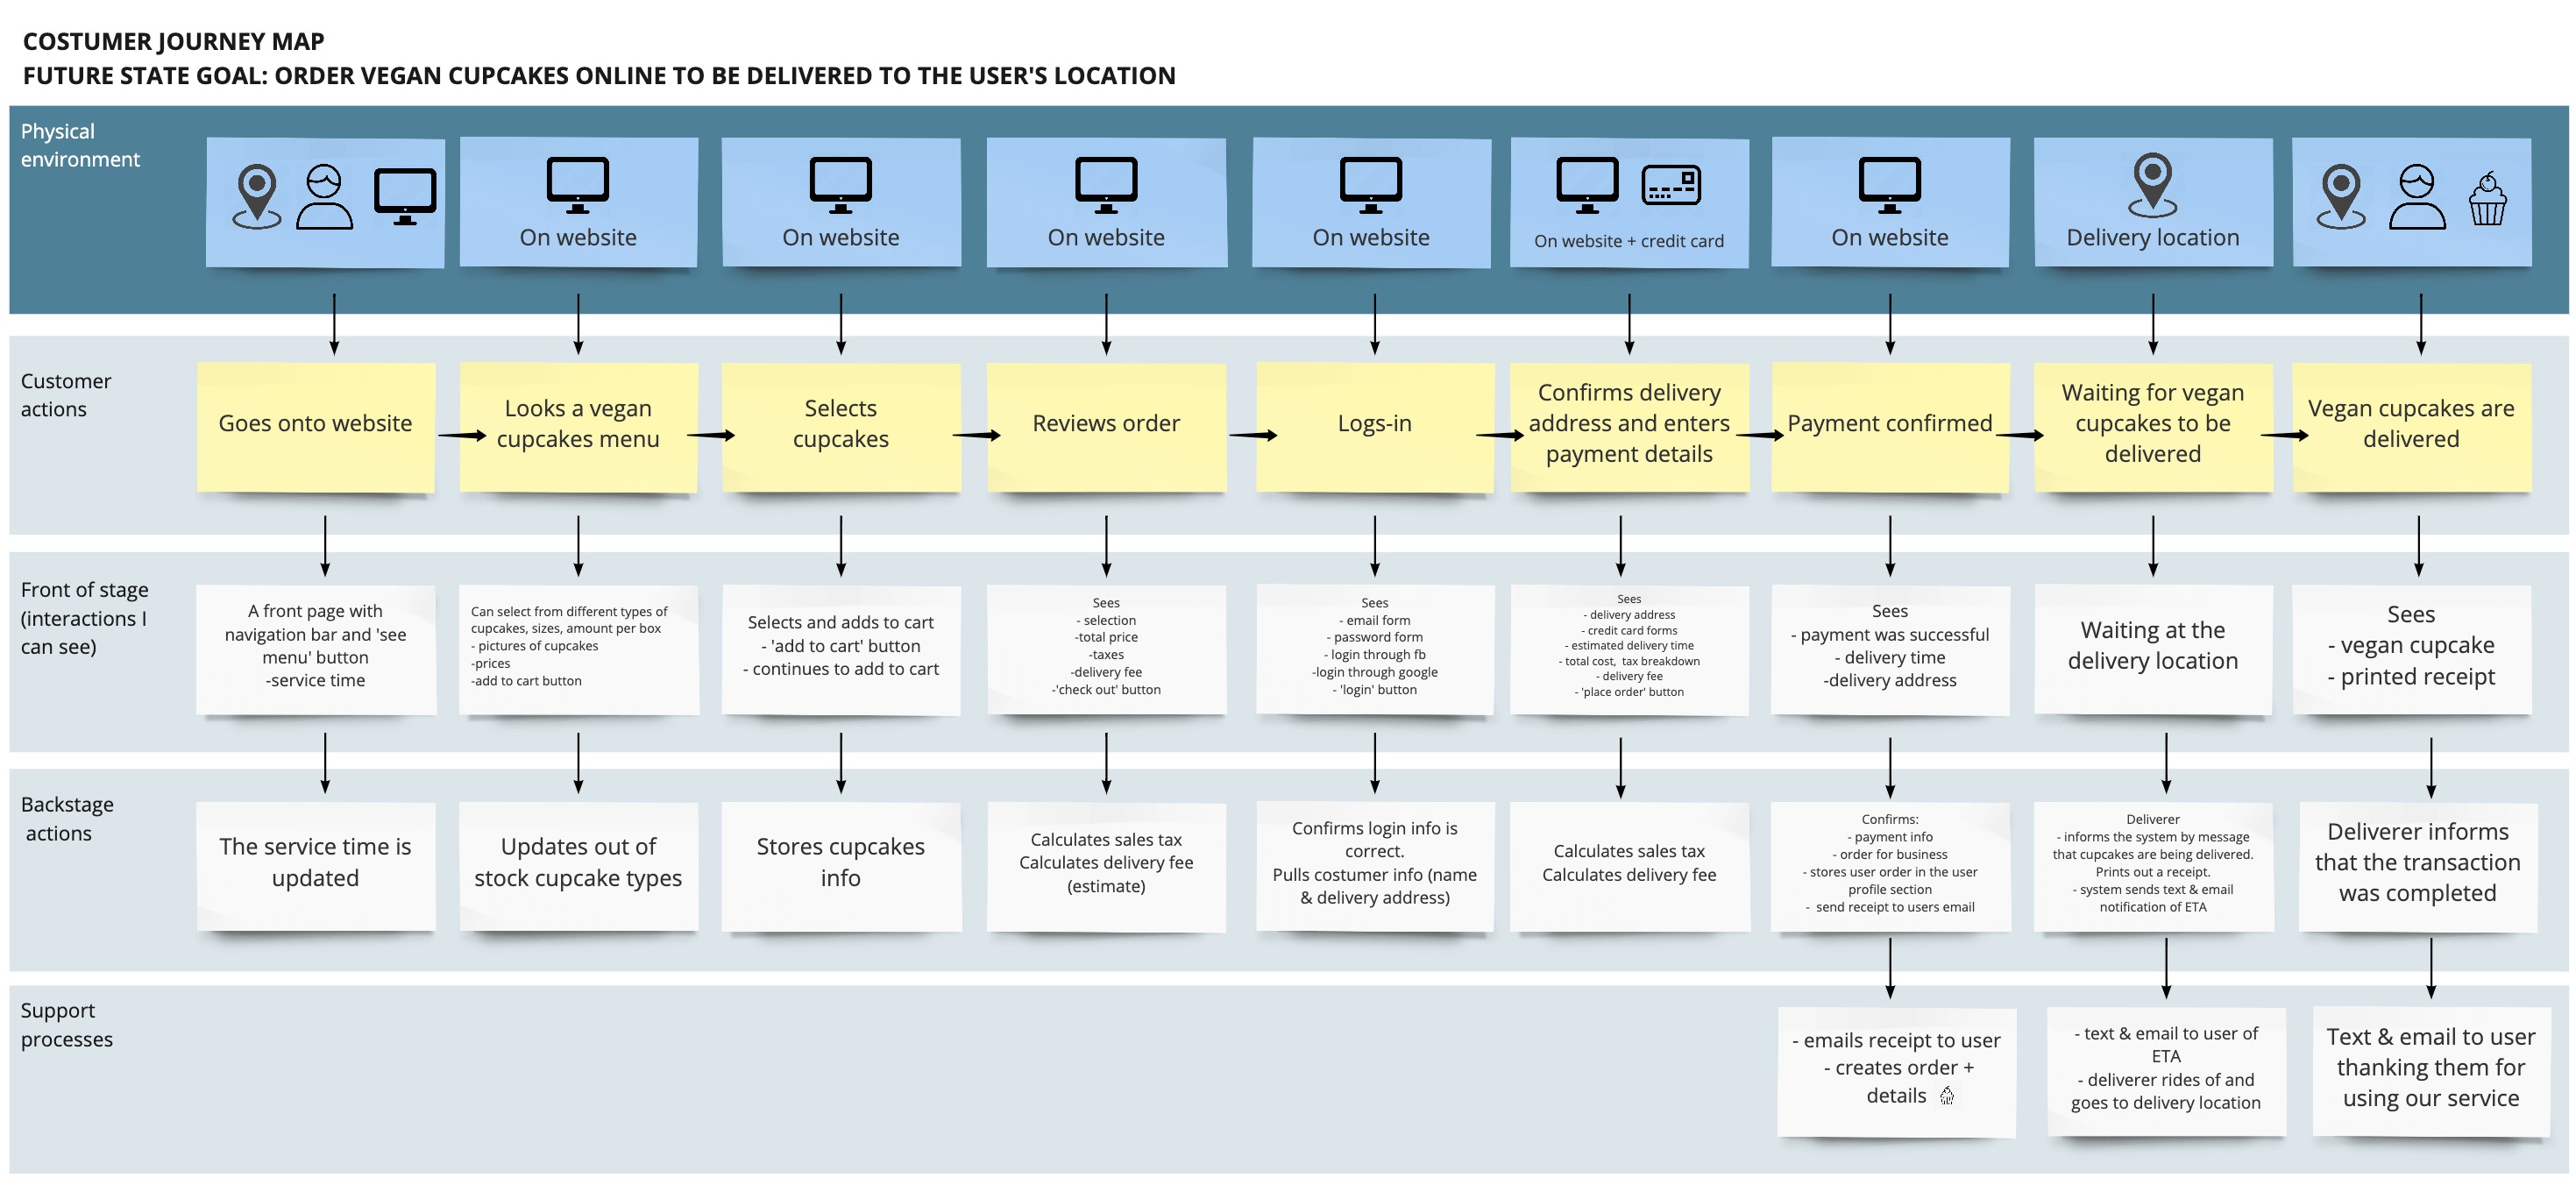 COSTUMER JOURNEY MAP
FUTURE STATE GOAL: ORDER VEGAN CUPCAKES ONLINE TO BE DELIVERED TO THE USER'S LOCATION
Physical
environment
On website
On website
On website
On website
On website + credit card
On website
Delivery location
Customer
actions
Goes onto website
Looks a vegan
cupcakes menu
Selects
cupcakes
Reviews order
Logs-in
Confirms delivery
address and enters
payment details
Payment confirmed
Waiting for vegan
cupcakes to be
delivered
Vegan cupcakes are
delivered
Front of stage
(interactions I
can see)
A front page with
navigation bar and 'see
menu' button
-service time
Can select from different types of
cupcakes, sizes, amount per box
- pictures of cupcakes
-prices
-add to cart button
Selects and adds to cart
- 'add to cart' button
- continues to add to cart
Sees
- selection
-total price
-taxes
-delivery fee
-'check out' button
Sees
- email form
- password form
- login through fb
-login through google
- 'login' button
Sees
- delivery address
- credit card forms
- estimated delivery time
- total cost, tax breakdown
- delivery fee
- 'place order' button
Sees
- payment was successful
- delivery time
-delivery address
Waiting at the
delivery location
Sees
- vegan cupcake
- printed receipt
Backstage
actions
The service time is
updated
Updates out of
stock cupcake types
Stores cupcakes
info
Calculates sales tax
Calculates delivery fee
(estimate)
Confirms login info is
correct.
Pulls costumer info (name
& delivery address)
Calculates sales tax
Calculates delivery fee
Confirms:
- payment info
- order for business
- stores user order in the user
profile section
- send receipt to users email
Deliverer
- informs the system by message
that cupcakes are being delivered.
Prints out a receipt.
- system sends text & email
notification of ETA
Deliverer informs
that the transaction
was completed
Support
processes
- emails receipt to user
- creates order +
details
- text & email to user of
ETA
- deliverer rides of and
goes to delivery location
Text & email to user
thanking them for
using our service